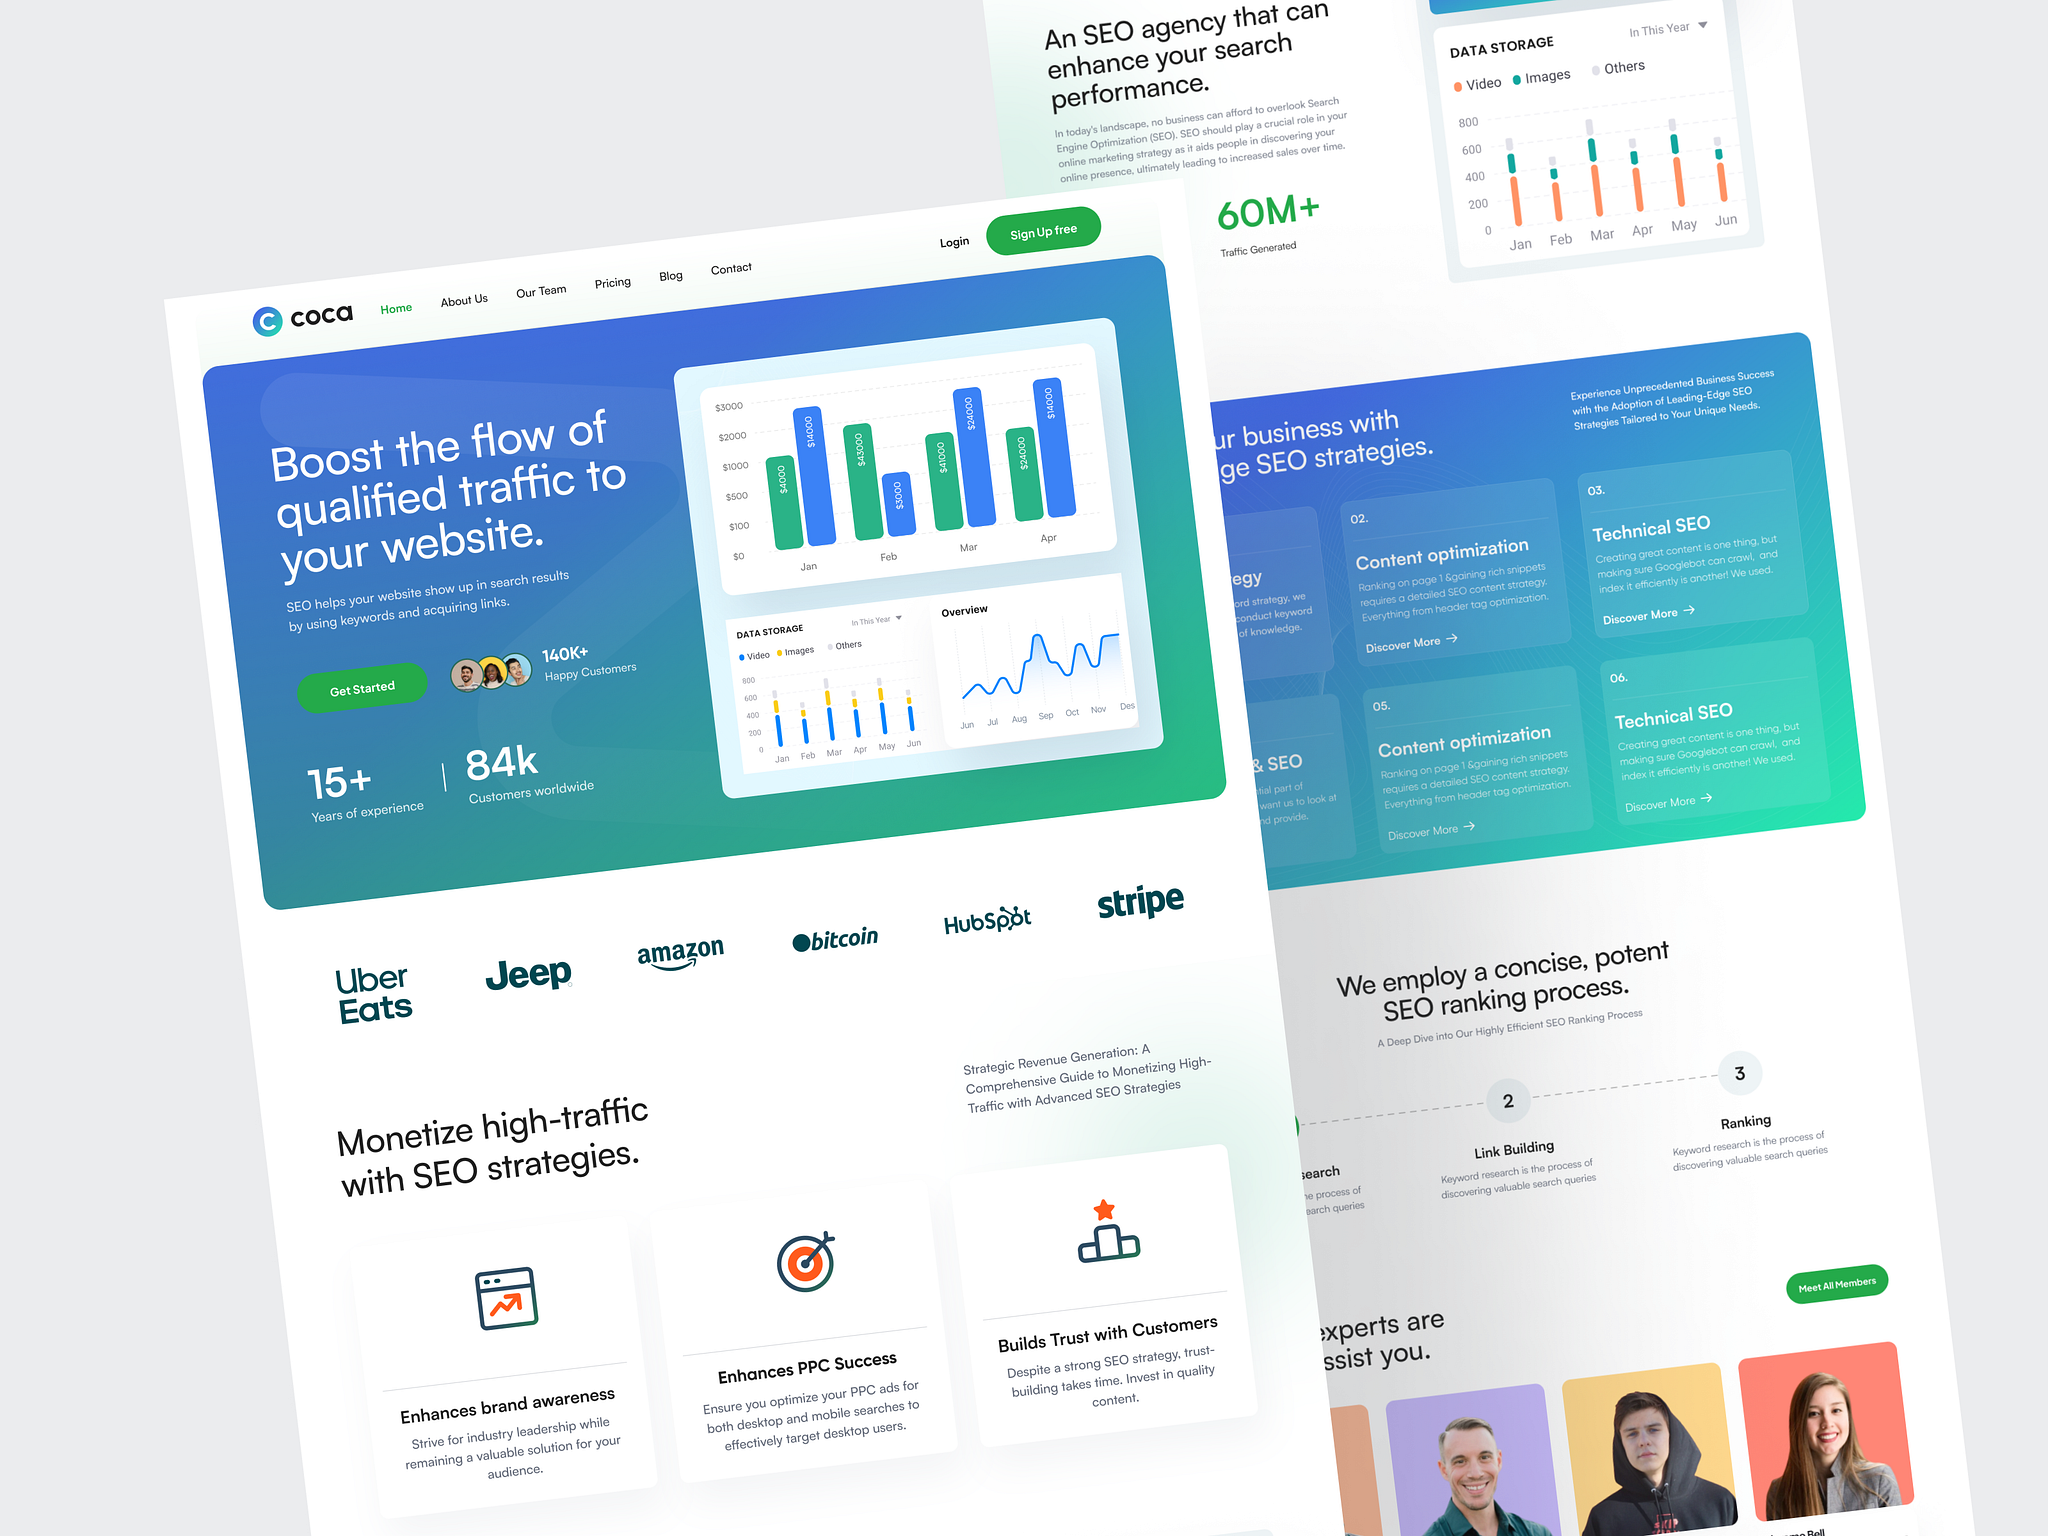 coca
Home
About Us
Our Team
Pricing
Blog
Contact
Login
Sign Up free
Boost the flow of
qualified traffic to
your website.
SEO helps your website show up in search results
by using keywords and acquiring links.
Get Started
140K+
Happy Customers
15+
Years of experience
84k
Customers worldwide
$3000
$2000
$1000
$500
$100
$0
$4000
$14000
$43000
$3000
$41000
$24000
$24000
$14000
Jan
Feb
Mar
Apr
DATA STORAGE
In This Year
Video
Images
Others
800
600
400
200
0
Jan
Feb
Mar
Apr
May
Jun
Overview
Jun
Jul
Aug
Sep
Oct
Nov
Des
Uber
Eats
Jeep
amazon
bitcoin
HubSpot
stripe
Monetize high-traffic
with SEO strategies.
Strategic Revenue Generation: A
Comprehensive Guide to Monetizing High-
Traffic with Advanced SEO Strategies
Enhances brand awareness
Strive for industry leadership while
remaining a valuable solution for your
audience.
Enhances PPC Success
Ensure you optimize your PPC ads for
both desktop and mobile searches to
effectively target desktop users.
Builds Trust with Customers
Despite a strong SEO strategy, trust-
building takes time. Invest in quality
content.
An SEO agency that can
enhance your search
performance.
In today's landscape, no business can afford to overlook Search
Engine Optimization (SEO). SEO should play a crucial role in your
online marketing strategy as it aids people in discovering your
online presence, ultimately leading to increased sales over time.
60M+
Traffic Generated
DATA STORAGE
In This Year
Video
Images
Others
800
600
400
200
0
Jan
Feb
Mar
Apr
May
Jun
ur business with
ge SEO strategies.
Experience Unprecedented Business Success
with the Adoption of Leading-Edge SEO
Strategies Tailored to Your Unique Needs.
egy
ord strategy, we
conduct keyword
of knowledge.
02.
Content optimization
Ranking on page 1 &gaining rich snippets
requires a detailed SEO content strategy.
Everything from header tag optimization.
Discover More
03.
Technical SEO
Creating great content is one thing, but
making sure Googlebot can crawl, and
index it efficiently is another! We used.
Discover More
& SEO
ntial part of
want us to look at
nd provide.
05.
Content optimization
Ranking on page 1 &gaining rich snippets
requires a detailed SEO content strategy.
Everything from header tag optimization.
Discover More
06.
Technical SEO
Creating great content is one thing, but
making sure Googlebot can crawl, and
index it efficiently is another! We used.
Discover More
We employ a concise, potent
SEO ranking process.
A Deep Dive into Our Highly Efficient SEO Ranking Process
search
he process of
earch queries
2
Link Building
Keyword research is the process of
discovering valuable search queries
3
Ranking
Keyword research is the process of
discovering valuable search queries
experts are
ssist you.
Meet All Members
Bell